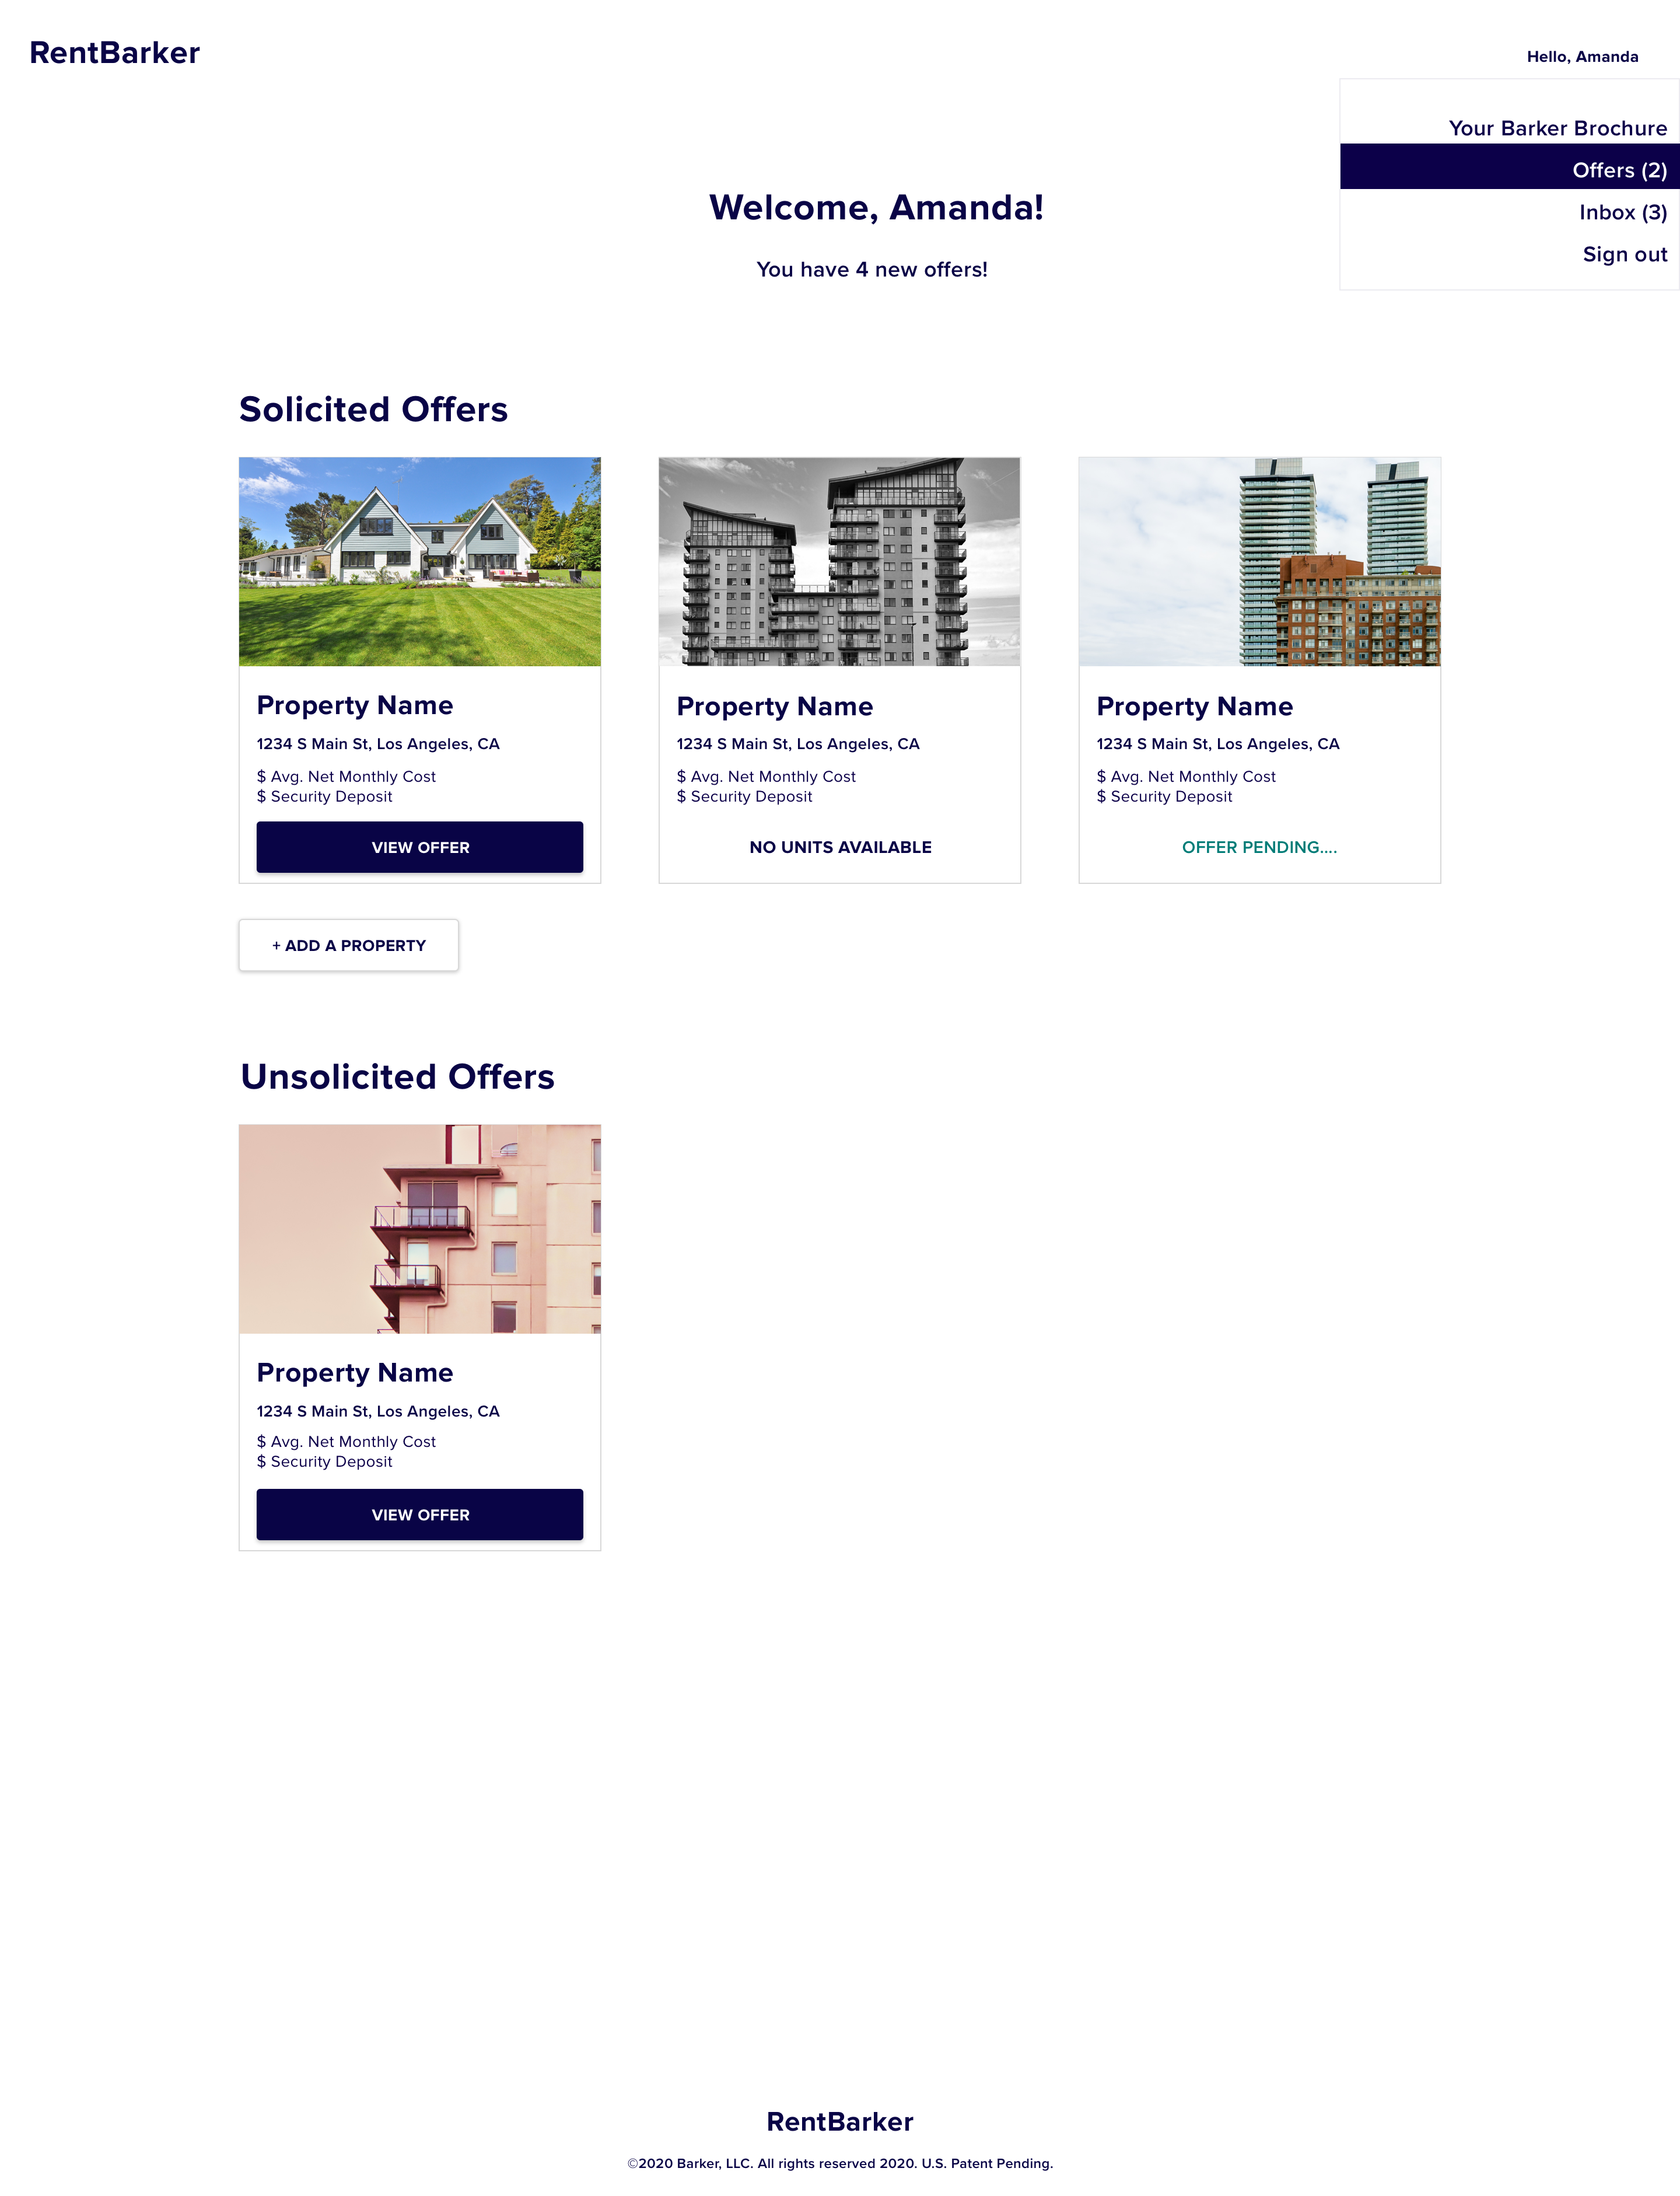 RentBarker
Hello, Amanda
Your Barker Brochure
Offers (2)
Inbox (3)
Sign out
Welcome, Amanda!
You have 4 new offers!
Solicited Offers
Property Name
1234 S Main St, Los Angeles, CA
$ Avg. Net Monthly Cost
$ Security Deposit
VIEW OFFER
Property Name
1234 S Main St, Los Angeles, CA
$ Avg. Net Monthly Cost
$ Security Deposit
NO UNITS AVAILABLE
Property Name
1234 S Main St, Los Angeles, CA
$ Avg. Net Monthly Cost
$ Security Deposit
OFFER PENDING....
+ ADD A PROPERTY
Unsolicited Offers
Property Name
1234 S Main St, Los Angeles, CA
$ Avg. Net Monthly Cost
$ Security Deposit
VIEW OFFER
RentBarker
©2020 Barker, LLC. All rights reserved 2020. U.S. Patent Pending.